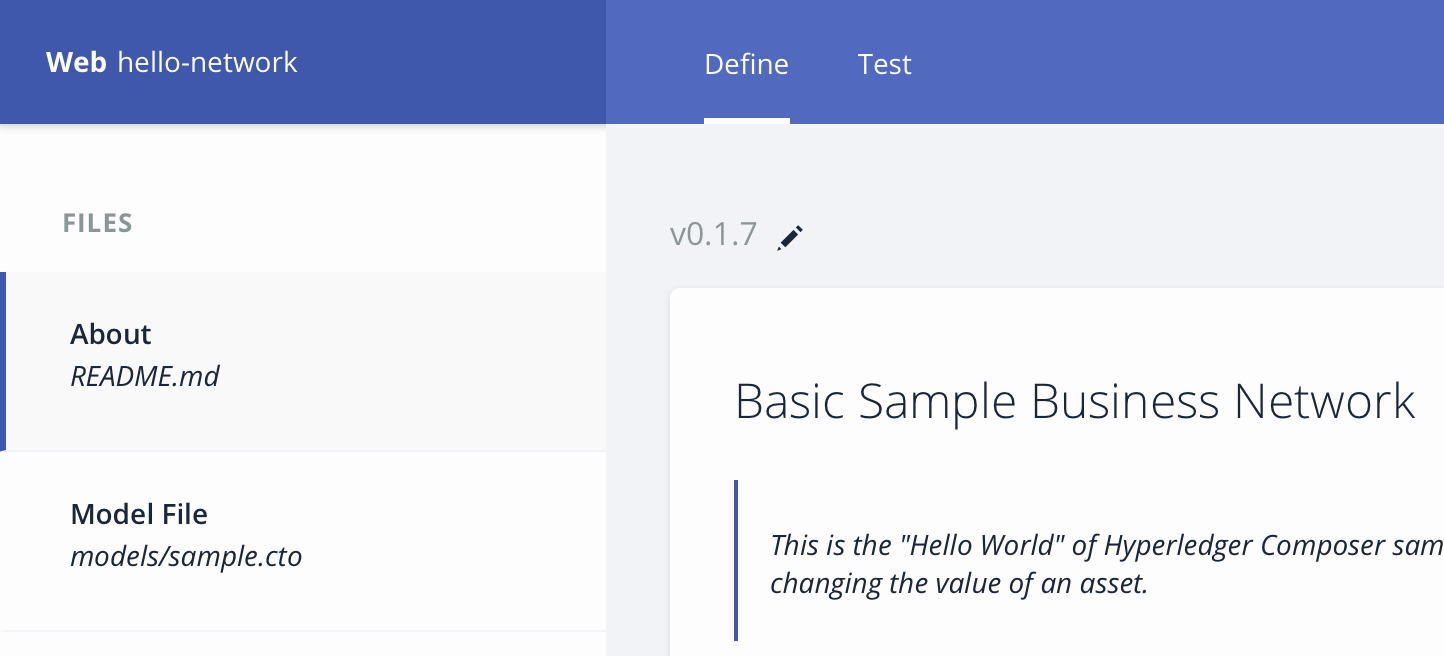 Web hello-network
Define Test
FILES
About
README.md
Model File
models/sample.cto
v0.1.7
Basic Sample Business Network
This is the "Hello World" of Hyperledger Composer sam
changing the value of an asset.